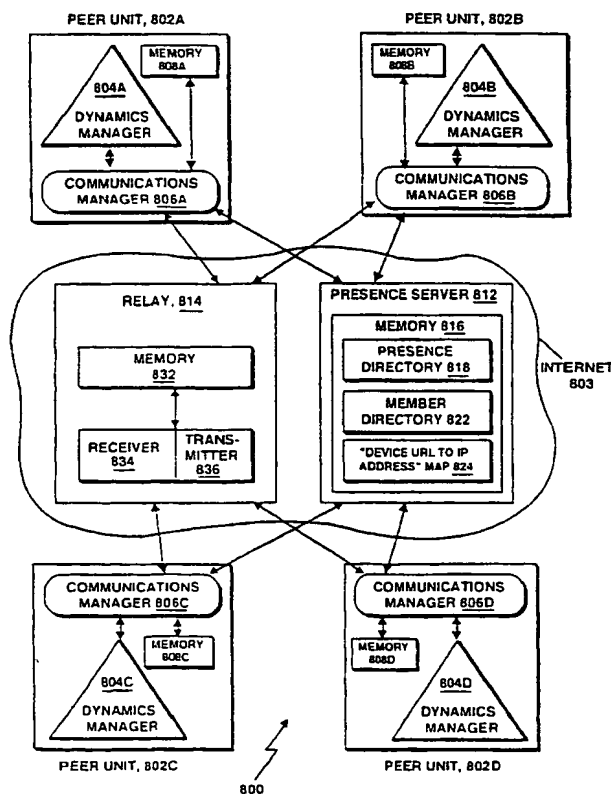 PEER UNIT, 802A
PEER UNIT, 802B
804A
DYNAMICS
MANAGER
MEMORY
808A
COMMUNICATIONS
MANAGER 806A
MEMORY
808B
804B
DYNAMICS
MANAGER
COMMUNICATIONS
MANAGER 806B
RELAY, 814
MEMORY
832
RECEIVER
834
TRANS-
MITTER
836
PRESENCE SERVER 812
MEMORY 816
PRESENCE
DIRECTORY 818
MEMBER
DIRECTORY 822
"DEVICE URL TO IP
ADDRESS" MAP 824
INTERNET
803
COMMUNICATIONS
MANAGER 806C
MEMORY
808C
804C
DYNAMICS
MANAGER
COMMUNICATIONS
MANAGER 806D
MEMORY
808D
804D
DYNAMICS
MANAGER
PEER UNIT, 802C
PEER UNIT, 802D
800